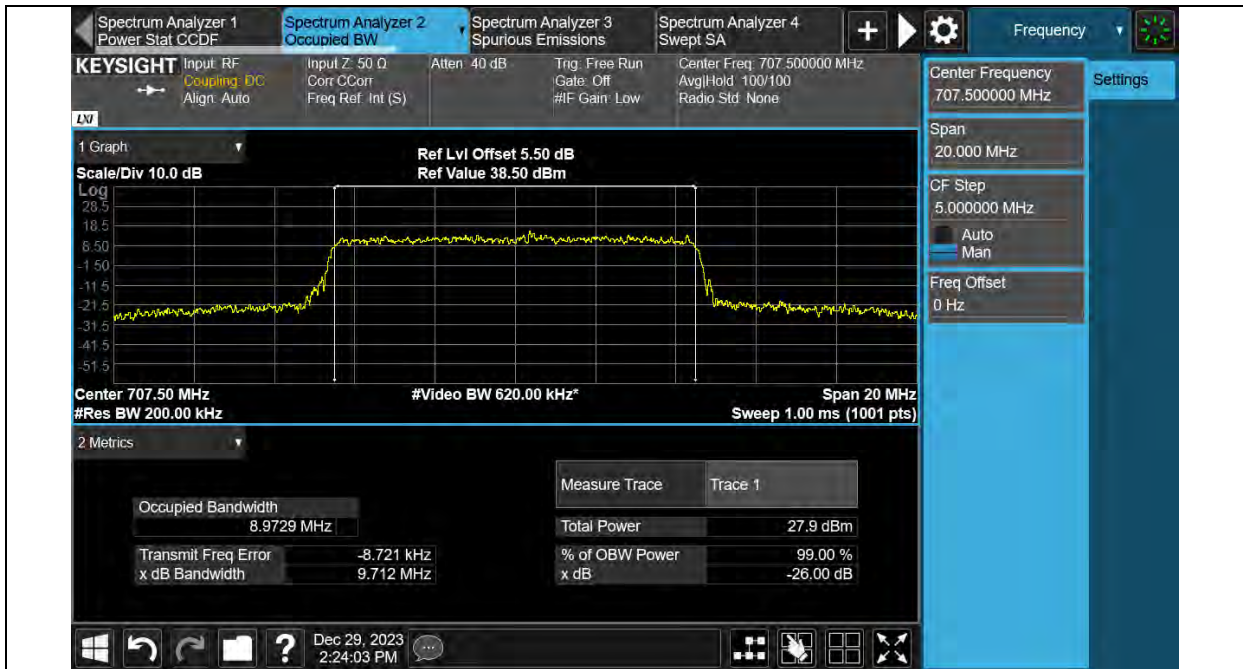 Spectrum Analyzer 1
Power Stat CCDF
Spectrum Analyzer 2
Occupied BW
Spectrum Analyzer 3
Spurious Emissions
Spectrum Analyzer 4
Swept SA
+
Frequency
KEYSIGHT
LXI
Input: RF
Coupling: DC
Align: Auto
Input Z: 50 Ω
Corr CCorr
Freq Ref: Int (S)
Atten: 40 dB
Trig: Free Run
Gate: Off
#IF Gain: Low
Center Freq: 707.500000 MHz
Avg|Hold: 100/100
Radio Std: None
Center Frequency
707.500000 MHz
Settings
Span
20.000 MHz
CF Step
5.000000 MHz
Auto
Man
Freq Offset
0 Hz
1 Graph
Scale/Div 10.0 dB
Ref Lvl Offset 5.50 dB
Ref Value 38.50 dBm
Log
28.5
18.5
8.50
-1.50
-11.5
-21.5
-31.5
-41.5
-51.5
Center 707.50 MHz
#Res BW 200.00 kHz
#Video BW 620.00 kHz*
Span 20 MHz
Sweep 1.00 ms (1001 pts)
2 Metrics
Measure Trace Trace 1
Occupied Bandwidth
8.9729 MHz
Total Power 27.9 dBm
Transmit Freq Error -8.721 kHz
% of OBW Power 99.00 %
x dB Bandwidth 9.712 MHz
x dB -26.00 dB
?
Dec 29, 2023
2:24:03 PM